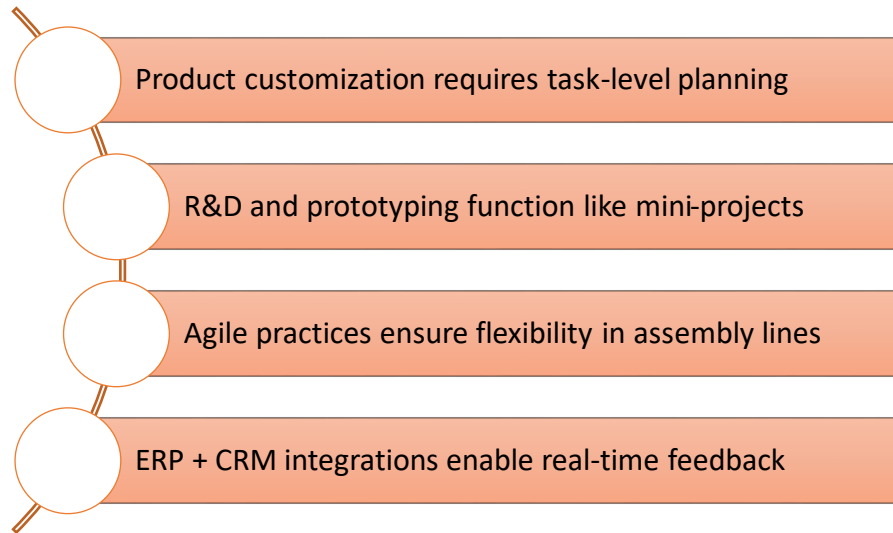 Product customization requires task-level planning
R&D and prototyping function like mini-projects
Agile practices ensure flexibility in assembly lines
ERP + CRM integrations enable real-time feedback